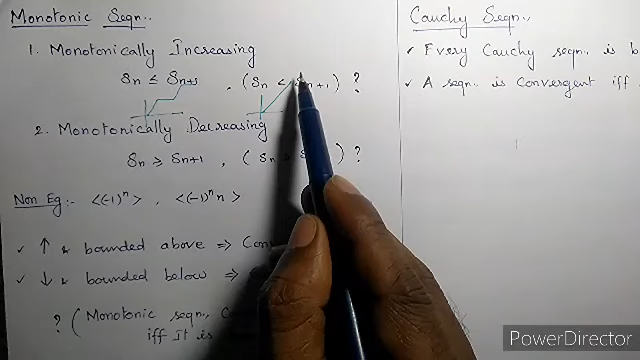 Monotonic Seqn..
1. Monotonically Increasing
Sn ≤ Sn+1 , (Sn < Sn+1) ?
2. Monotonically Decreasing
Sn ≥ Sn+1 , (Sn ) ?
Non Eg:- <(-1)^n> , <(-1)^n n>
✓ ↑ & bounded above ⇒
✓ ↓ & bounded below ⇒
? (Monotonic seqn..
iff It is
Cauchy Seqn..
✓ Every Cauchy seqn.. is
✓ A seqn.. is Convergent iff
PowerDirector